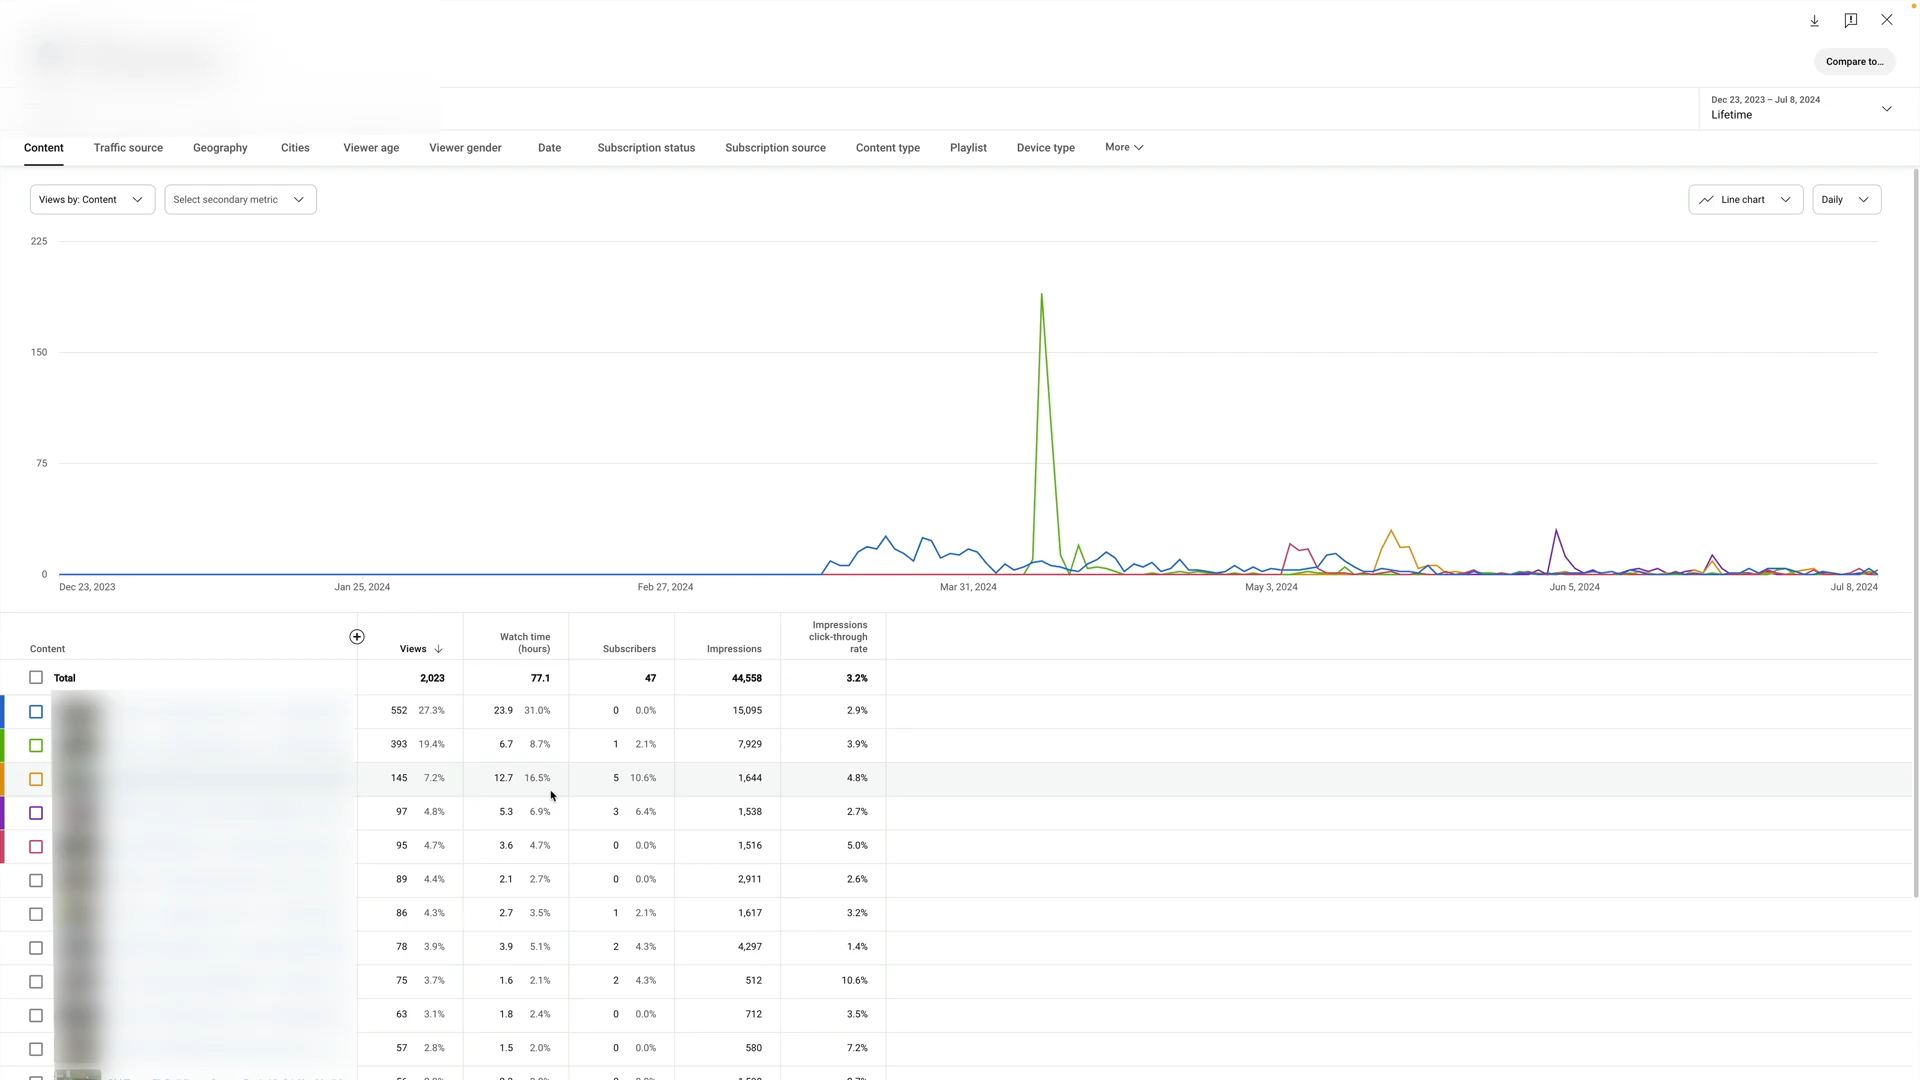 Compare to...
Dec 23, 2023 – Jul 8, 2024
Lifetime
Content Traffic source Geography Cities Viewer age Viewer gender Date Subscription status Subscription source Content type Playlist Device type More
Views by: Content Select secondary metric Line chart Daily
225
150
75
0
Dec 23, 2023 Jan 25, 2024 Feb 27, 2024 Mar 31, 2024 May 3, 2024 Jun 5, 2024 Jul 8, 2024
Impressions
Watch time click-through
Content Views (hours) Subscribers Impressions rate
Total 2,023 77.1 47 44,558 3.2%
552 27.3% 23.9 31.0% 0 0.0% 15,095 2.9%
393 19.4% 6.7 8.7% 1 2.1% 7,929 3.9%
145 7.2% 12.7 16.5% 5 10.6% 1,644 4.8%
97 4.8% 5.3 6.9% 3 6.4% 1,538 2.7%
95 4.7% 3.6 4.7% 0 0.0% 1,516 5.0%
89 4.4% 2.1 2.7% 0 0.0% 2,911 2.6%
86 4.3% 2.7 3.5% 1 2.1% 1,617 3.2%
78 3.9% 3.9 5.1% 2 4.3% 4,297 1.4%
75 3.7% 1.6 2.1% 2 4.3% 512 10.6%
63 3.1% 1.8 2.4% 0 0.0% 712 3.5%
57 2.8% 1.5 2.0% 0 0.0% 580 7.2%